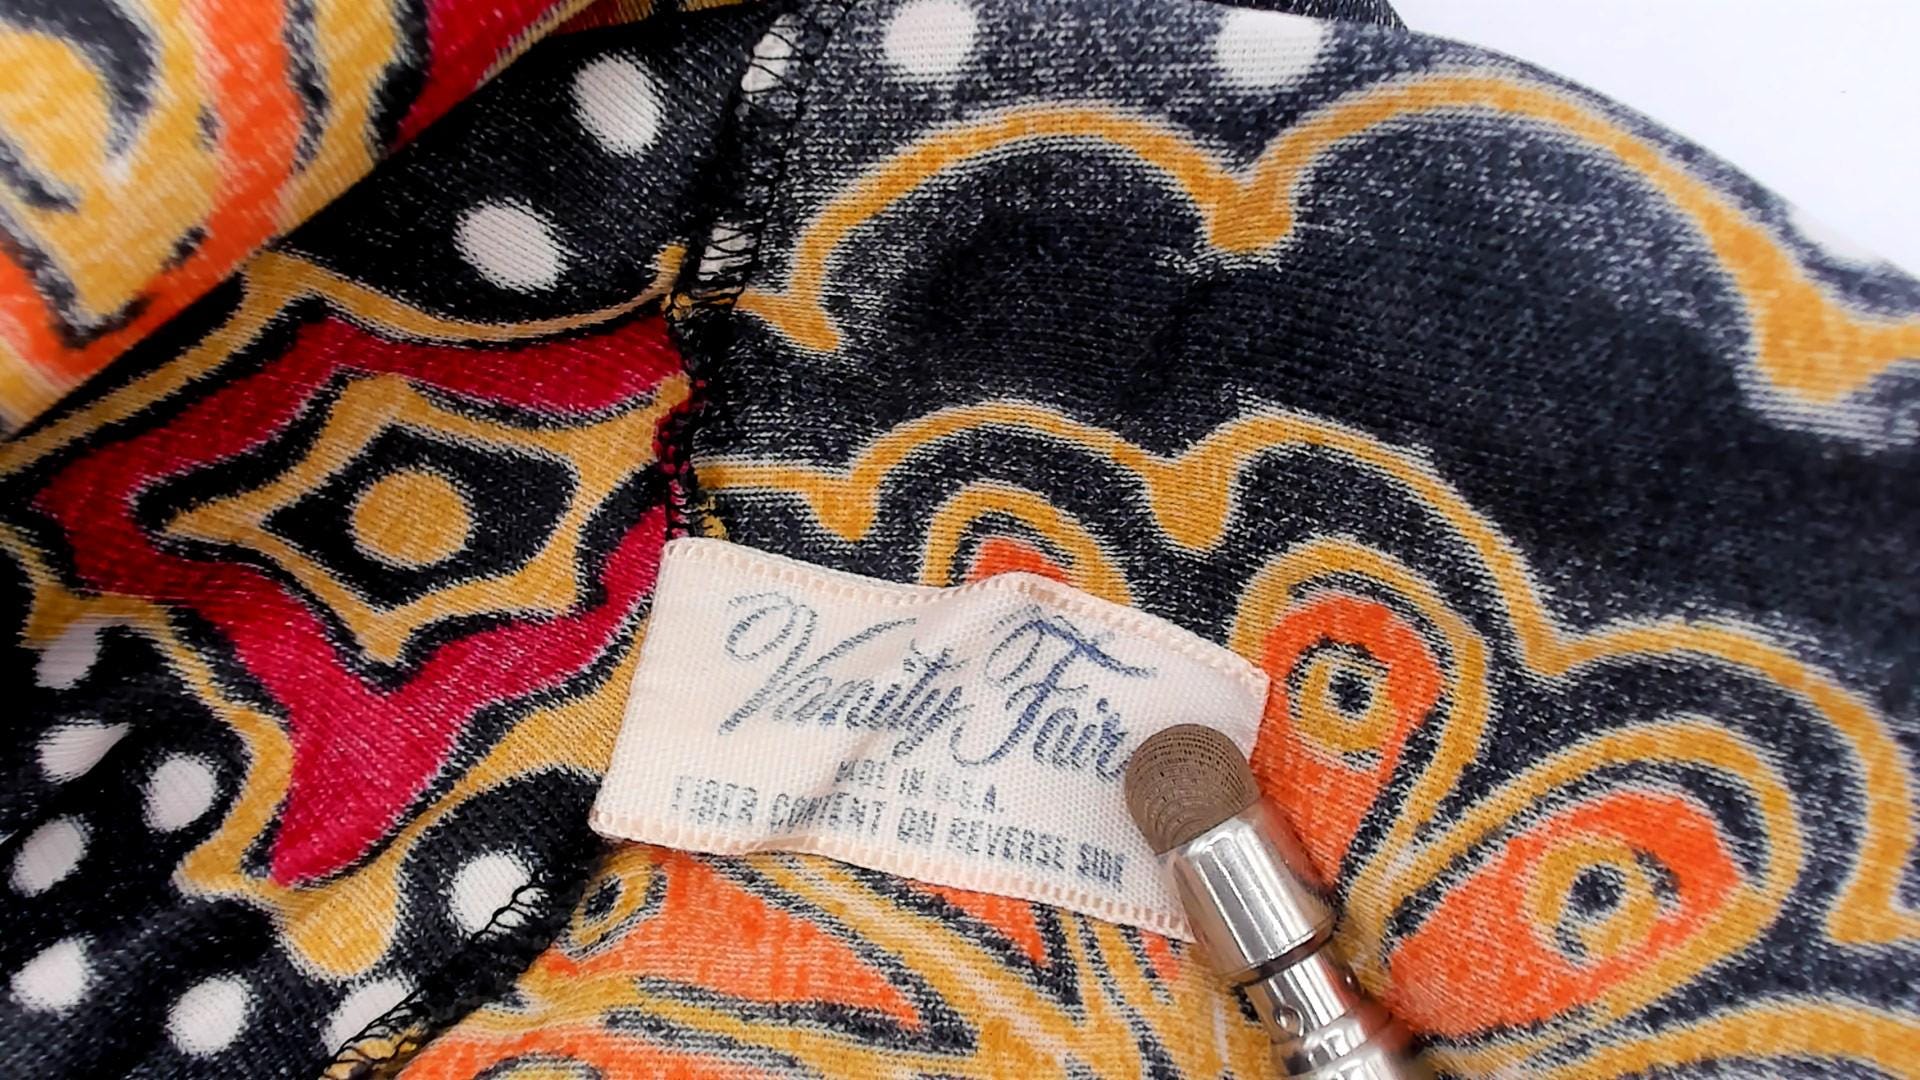 Vanity Fair
MADE IN U.S.A.
FIBER CONTENT ON REVERSE SIDE